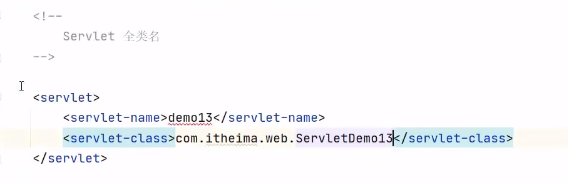 <!--
Servlet 全类名
-->
<servlet>
<servlet-name>demo13</servlet-name>
<servlet-class>com.itheima.web.ServletDemo13</servlet-class>
</servlet>